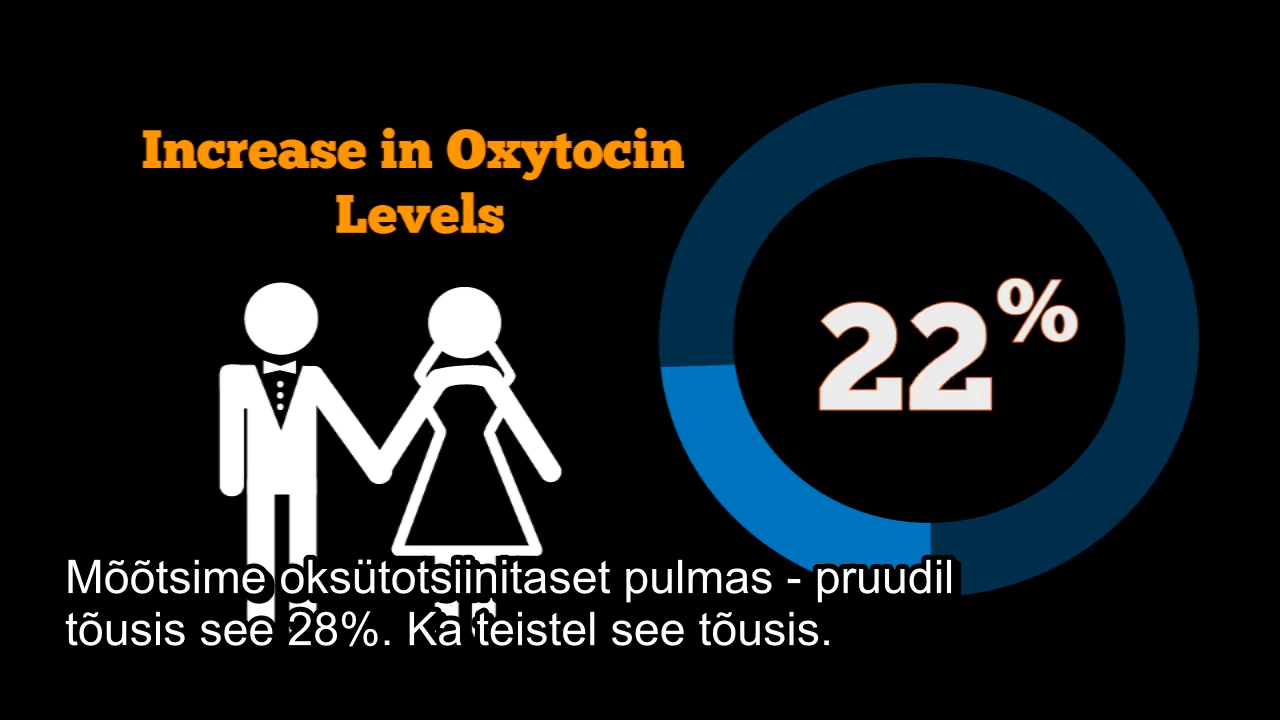 Increase in Oxytocin
Levels
22%
Mõõtsime oksütotsiinitaset pulmas - pruudil
tõusis see 28%. Ka teistel see tõusis.